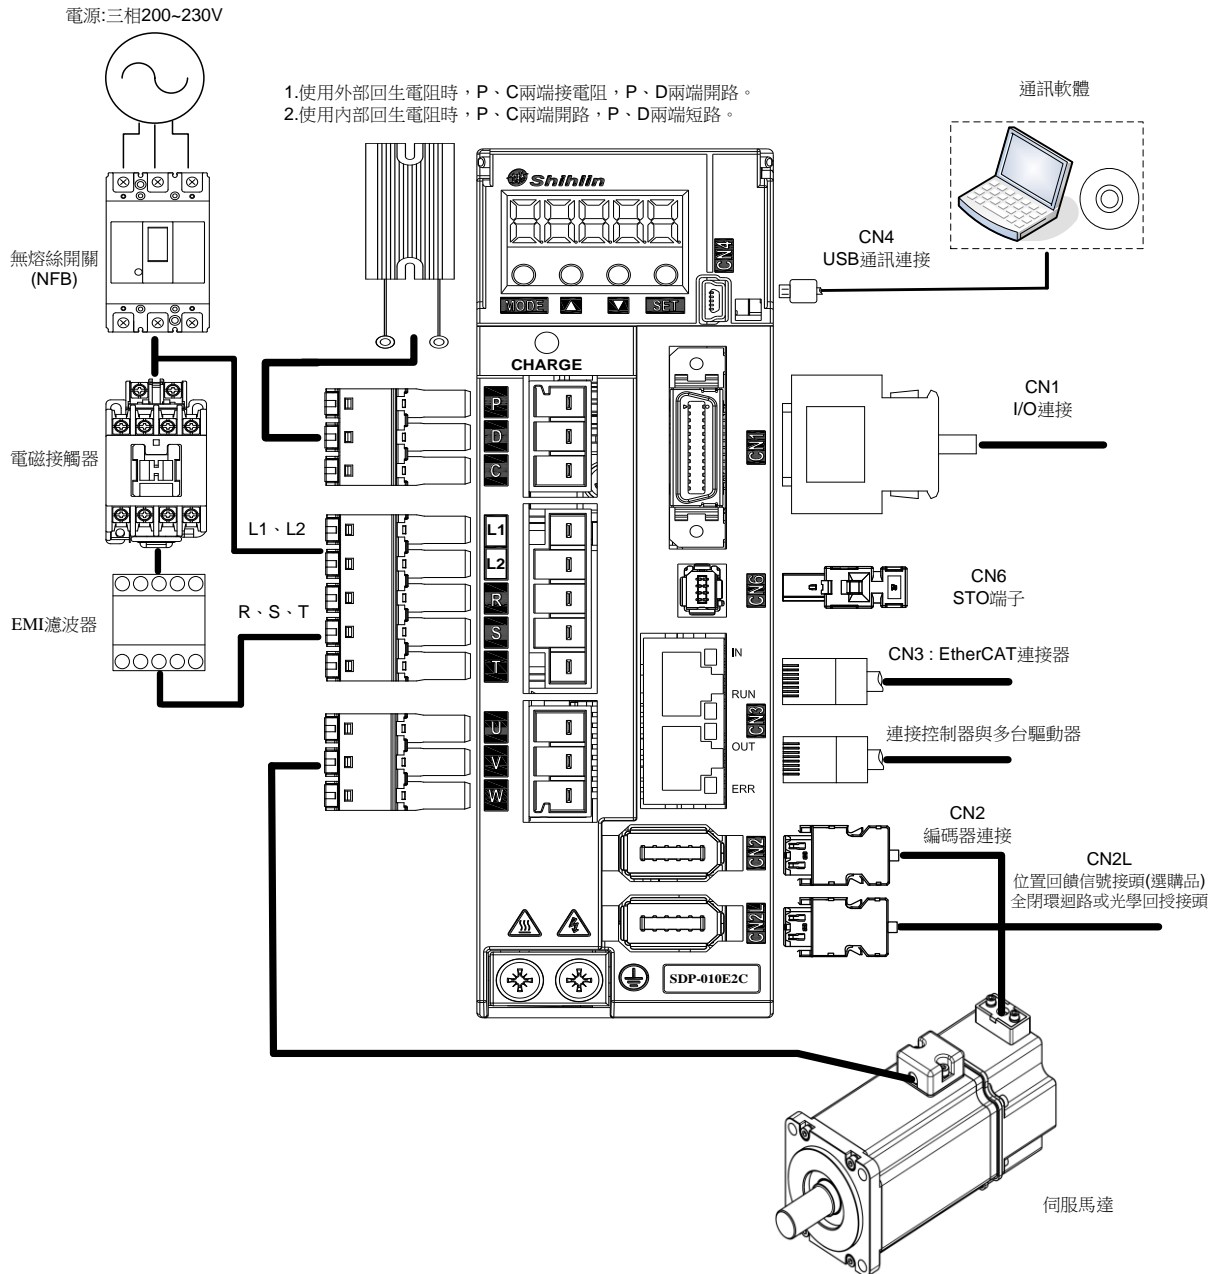 電源:三相200~230V
1.使用外部回生電阻時，P、C兩端接電阻，P、D兩端開路。
2.使用內部回生電阻時，P、C兩端開路，P、D兩端短路。
通訊軟體
Shihlin
CN4
CN4
USB通訊連接
無熔絲開關
(NFB)
MODE
SET
CHARGE
P
D
C
CN1
CN1
I/O連接
電磁接觸器
L1、L2
L1
L2
R
S
T
CN6
CN6
STO端子
EMI濾波器
R、S、T
IN
RUN
CN3
OUT
ERR
CN3 : EtherCAT連接器
連接控制器與多台驅動器
U
V
W
CN2
CN2
編碼器連接
CN2L
CN2L
位置回饋信號接頭(選購品)
全閉環迴路或光學回授接頭
SDP-010E2C
伺服馬達